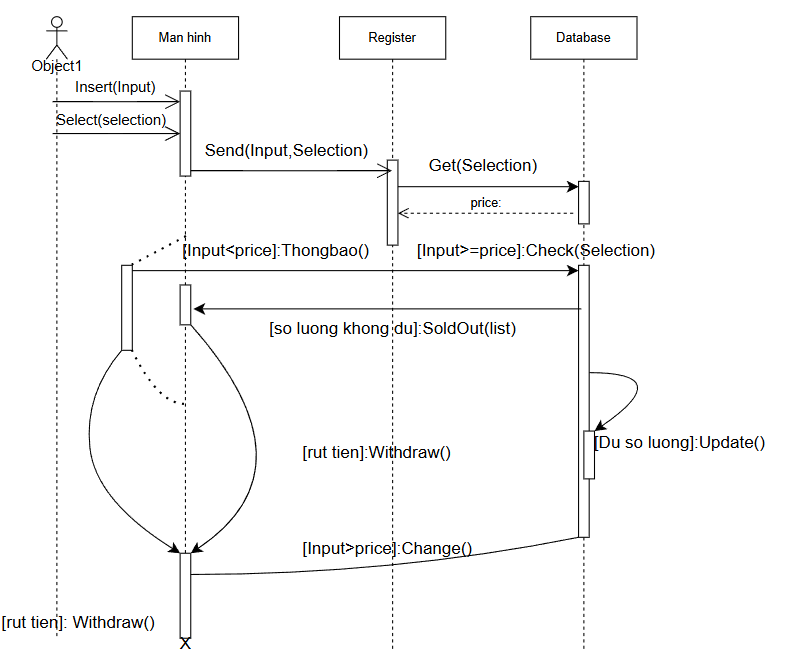 Object1
Man hinh
Register
Database
Insert(Input)
Select(selection)
Send(Input,Selection)
Get(Selection)
price:
[Input<price]:Thongbao()
[Input>=price]:Check(Selection)
[so luong khong du]:SoldOut(list)
[Du so luong]:Update()
[rut tien]:Withdraw()
[Input>price]:Change()
[rut tien]: Withdraw()
X